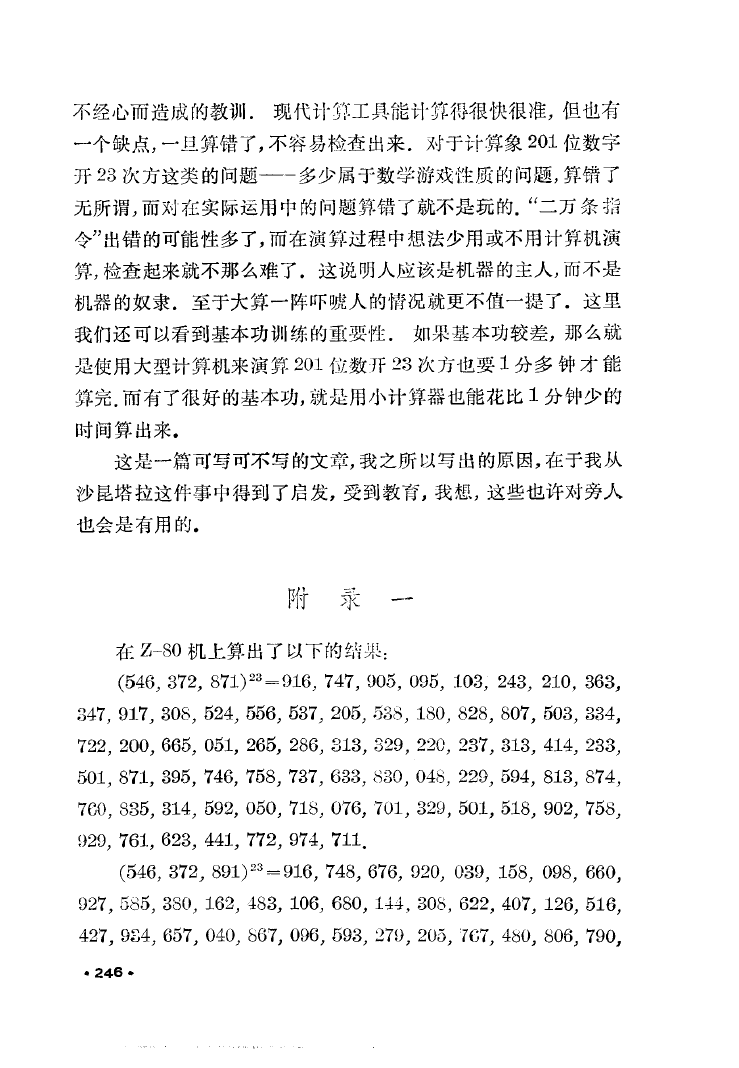 不经心而造成的教训． 现代计算工具能计算得很快很准，但也有
一个缺点，一旦算错了，不容易检查出来．对于计算象 201 位数字
开 23 次方这类的问题——多少属于数学游戏性质的问题，算错了
无所谓，而对在实际运用中的问题算错了就不是玩的．“二万条指
令”出错的可能性多了，而在演算过程中想法少用或不用计算机演
算，检查起来就不那么难了．这说明人应该是机器的主人，而不是
机器的奴隶．至于大算一阵吓唬人的情况就更不值一提了．这里
我们还可以看到基本功训练的重要性． 如果基本功较差，那么就
是使用大型计算机来演算 201 位数开 23 次方也要 1 分多钟才能
算完．而有了很好的基本功，就是用小计算器也能花比 1 分钟少的
时间算出来．
这是一篇可写可不写的文章，我之所以写出的原因，在于我从
沙昆塔拉这件事中得到了启发，受到教育，我想，这些也许对旁人
也会是有用的．
附 录 一
在 Z-80 机上算出了以下的结果：
(546, 372, 871)²³=916, 747, 905, 095, 103, 243, 210, 363,
347, 917, 308, 524, 556, 537, 205, 538, 180, 828, 807, 503, 334,
722, 200, 665, 051, 265, 286, 313, 329, 220, 237, 313, 414, 233,
501, 871, 395, 746, 758, 737, 633, 830, 048, 229, 594, 813, 874,
760, 835, 314, 592, 050, 718, 076, 701, 329, 501, 518, 902, 758,
929, 761, 623, 441, 772, 974, 711.
(546, 372, 891)²³=916, 748, 676, 920, 039, 158, 098, 660,
927, 585, 380, 162, 483, 106, 680, 144, 308, 622, 407, 126, 516,
427, 934, 657, 040, 867, 096, 593, 279, 205, 767, 480, 806, 790,
• 246 •